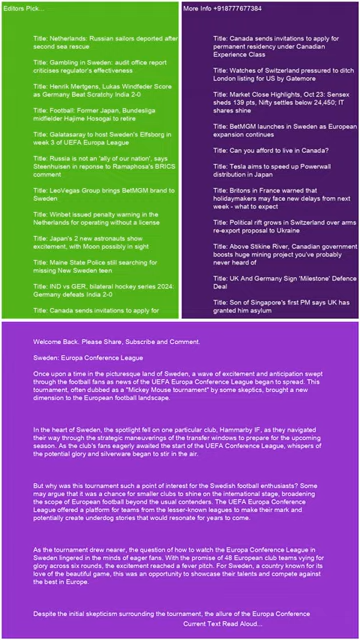 Editors Pick...
Title: Netherlands: Russian sailors deported after
second sea rescue
Title: Gambling in Sweden: audit office report
criticises regulator's effectiveness
Title: Henrik Mertgens, Lukas Windfeder Score
as Germany Beat Scratchy India 2-0
Title: Football: Former Japan, Bundesliga
midfielder Hajime Hosogai to retire
Title: Galatasaray to host Sweden's Elfsborg in
week 3 of UEFA Europa League
Title: Russia is not an 'ally of our nation', says
Steenhuisen in reponse to Ramaphosa's BRICS
comment
Title: LeoVegas Group brings BetMGM brand to
Sweden
Title: Winbet issued penalty warning in the
Netherlands for operating without a license
Title: Japan's 2 new astronauts show
excitement, with Moon possibly in sight
Title: Maine State Police still searching for
missing New Sweden teen
Title: IND vs GER, bilateral hockey series 2024:
Germany defeats India 2-0
Title: Canada sends invitations to apply for
More Info +918777677384
Title: Canada sends invitations to apply for
permanent residency under Canadian
Experience Class
Title: Watches of Switzerland pressured to ditch
London listing for US by Gatemore
Title: Market Close Highlights, Oct 23: Sensex
sheds 139 pts, Nifty settles below 24,450; IT
shares shine
Title: BetMGM launches in Sweden as European
expansion continues
Title: Can you afford to live in Canada?
Title: Tesla aims to speed up Powerwall
distribution in Japan
Title: Britons in France warned that
holidaymakers may face new delays from next
week - what to expect
Title: Political rift grows in Switzerland over arms
re-export proposal to Ukraine
Title: Above Stikine River, Canadian government
boosts huge mining project you've probably
never heard of
Title: UK And Germany Sign 'Milestone' Defence
Deal
Title: Son of Singapore's first PM says UK has
granted him asylum
Welcome Back. Please Share, Subscribe and Comment.
Sweden: Europa Conference League
Once upon a time in the picturesque land of Sweden, a wave of excitement and anticipation swept
through the football fans as news of the UEFA Europa Conference League began to spread. This
tournament, often dubbed as a "Mickey Mouse tournament" by some skeptics, brought a new
dimension to the European football landscape.
In the heart of Sweden, the spotlight fell on one particular club, Hammarby IF, as they navigated
their way through the strategic maneuverings of the transfer windows to prepare for the upcoming
season. As the club's fans eagerly awaited the start of the UEFA Conference League, whispers of
the potential glory and silverware began to stir in the air.
But why was this tournament such a point of interest for the Swedish football enthusiasts? Some
may argue that it was a chance for smaller clubs to shine on the international stage, broadening
the scope of European football beyond the usual contenders. The UEFA Europa Conference
League offered a platform for teams from the lesser-known leagues to make their mark and
potentially create underdog stories that would resonate for years to come.
As the tournament drew nearer, the question of how to watch the Europa Conference League in
Sweden lingered in the minds of eager fans. With the promise of 48 European club teams vying for
glory across six rounds, the excitement reached a fever pitch. For Sweden, a country known for its
love of the beautiful game, this was an opportunity to showcase their talents and compete against
the best in Europe.
Despite the initial skepticism surrounding the tournament, the allure of the Europa Conference
Current Text Read Aloud...